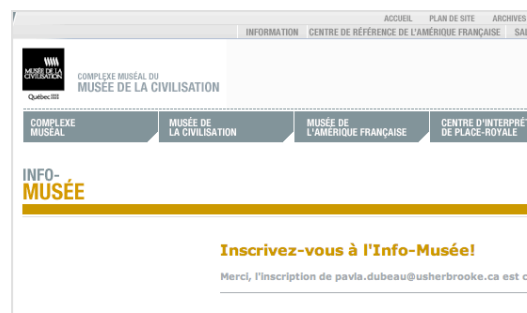 ACCUEIL PLAN DE SITE ARCHIVES
INFORMATION CENTRE DE RÉFÉRENCE DE L'AMÉRIQUE FRANÇAISE
MUSÉE DE LA
CIVILISATION
Québec
COMPLEXE MUSÉAL DU
MUSÉE DE LA CIVILISATION
COMPLEXE
MUSÉAL
MUSÉE DE
LA CIVILISATION
MUSÉE DE
L'AMÉRIQUE FRANÇAISE
CENTRE D'INTERPRÉT
DE PLACE-ROYALE
INFO-
MUSÉE
Inscrivez-vous à l'Info-Musée!
Merci, l'inscription de pavla.dubeau@usherbrooke.ca est